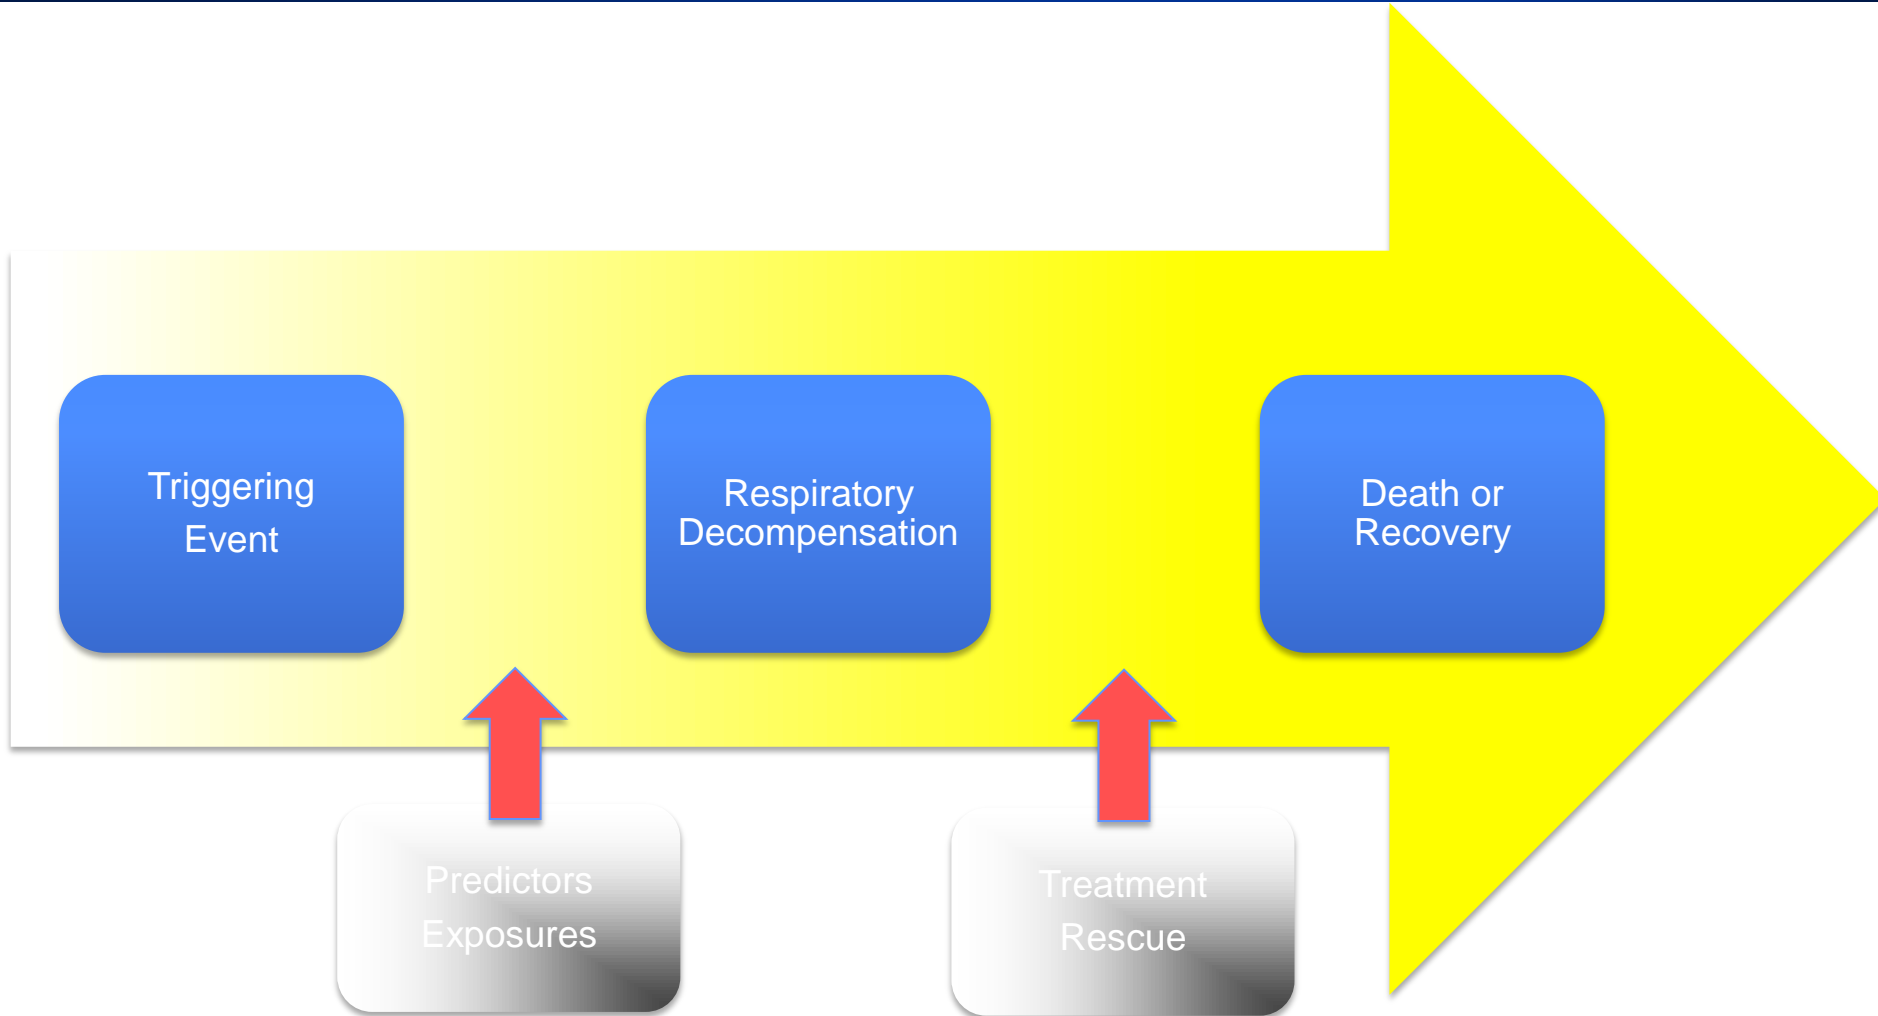 Triggering
Event
Respiratory
Decompensation
Death or
Recovery
Predictors
Exposures
Treatment
Rescue